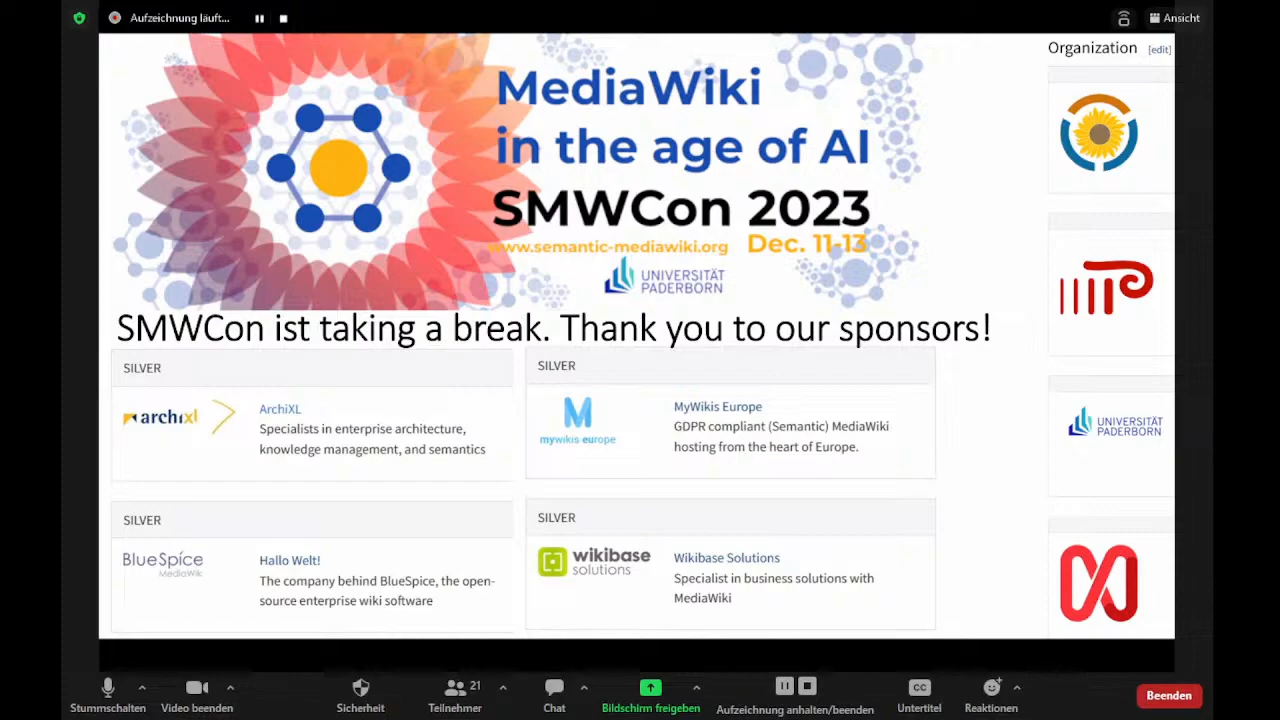 Aufzeichnung läuft...
Ansicht
MediaWiki
in the age of AI
SMWCon 2023
www.semantic-mediawiki.org Dec. 11-13
UNIVERSITÄT
PADERBORN
Organization [edit]
SMWCon ist taking a break. Thank you to our sponsors!
SILVER
archixl
ArchiXL
Specialists in enterprise architecture,
knowledge management, and semantics
SILVER
mywikis europe
MyWikis Europe
GDPR compliant (Semantic) MediaWiki
hosting from the heart of Europe.
UNIVERSITÄT
PADERBORN
SILVER
BlueSpice
MediaWiki
Hallo Welt!
The company behind BlueSpice, the open-
source enterprise wiki software
SILVER
wikibase
solutions
Wikibase Solutions
Specialist in business solutions with
MediaWiki
Stummschalten
Video beenden
Sicherheit
21
Teilnehmer
Chat
Bildschirm freigeben
Aufzeichnung anhalten/beenden
CC
Untertitel
Reaktionen
Beenden